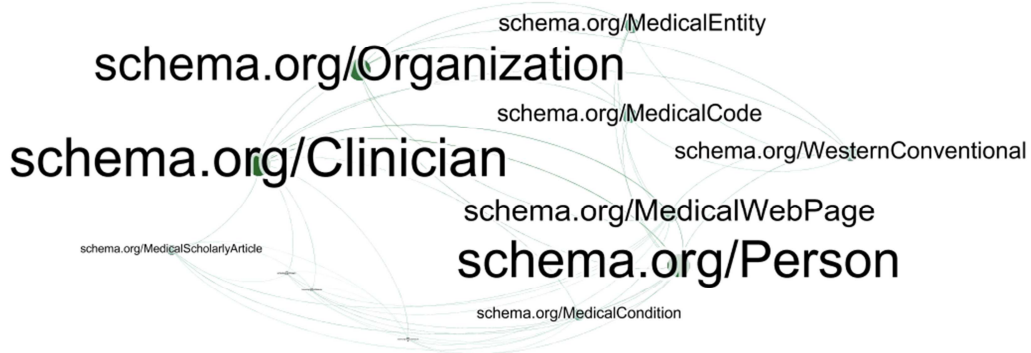 schema.org/MedicalEntity
schema.org/Organization
schema.org/MedicalCode
schema.org/Clinician
schema.org/WesternConventional
schema.org/MedicalWebPage
schema.org/MedicalScholarlyArticle
schema.org/Person
schema.org/MedicalCondition